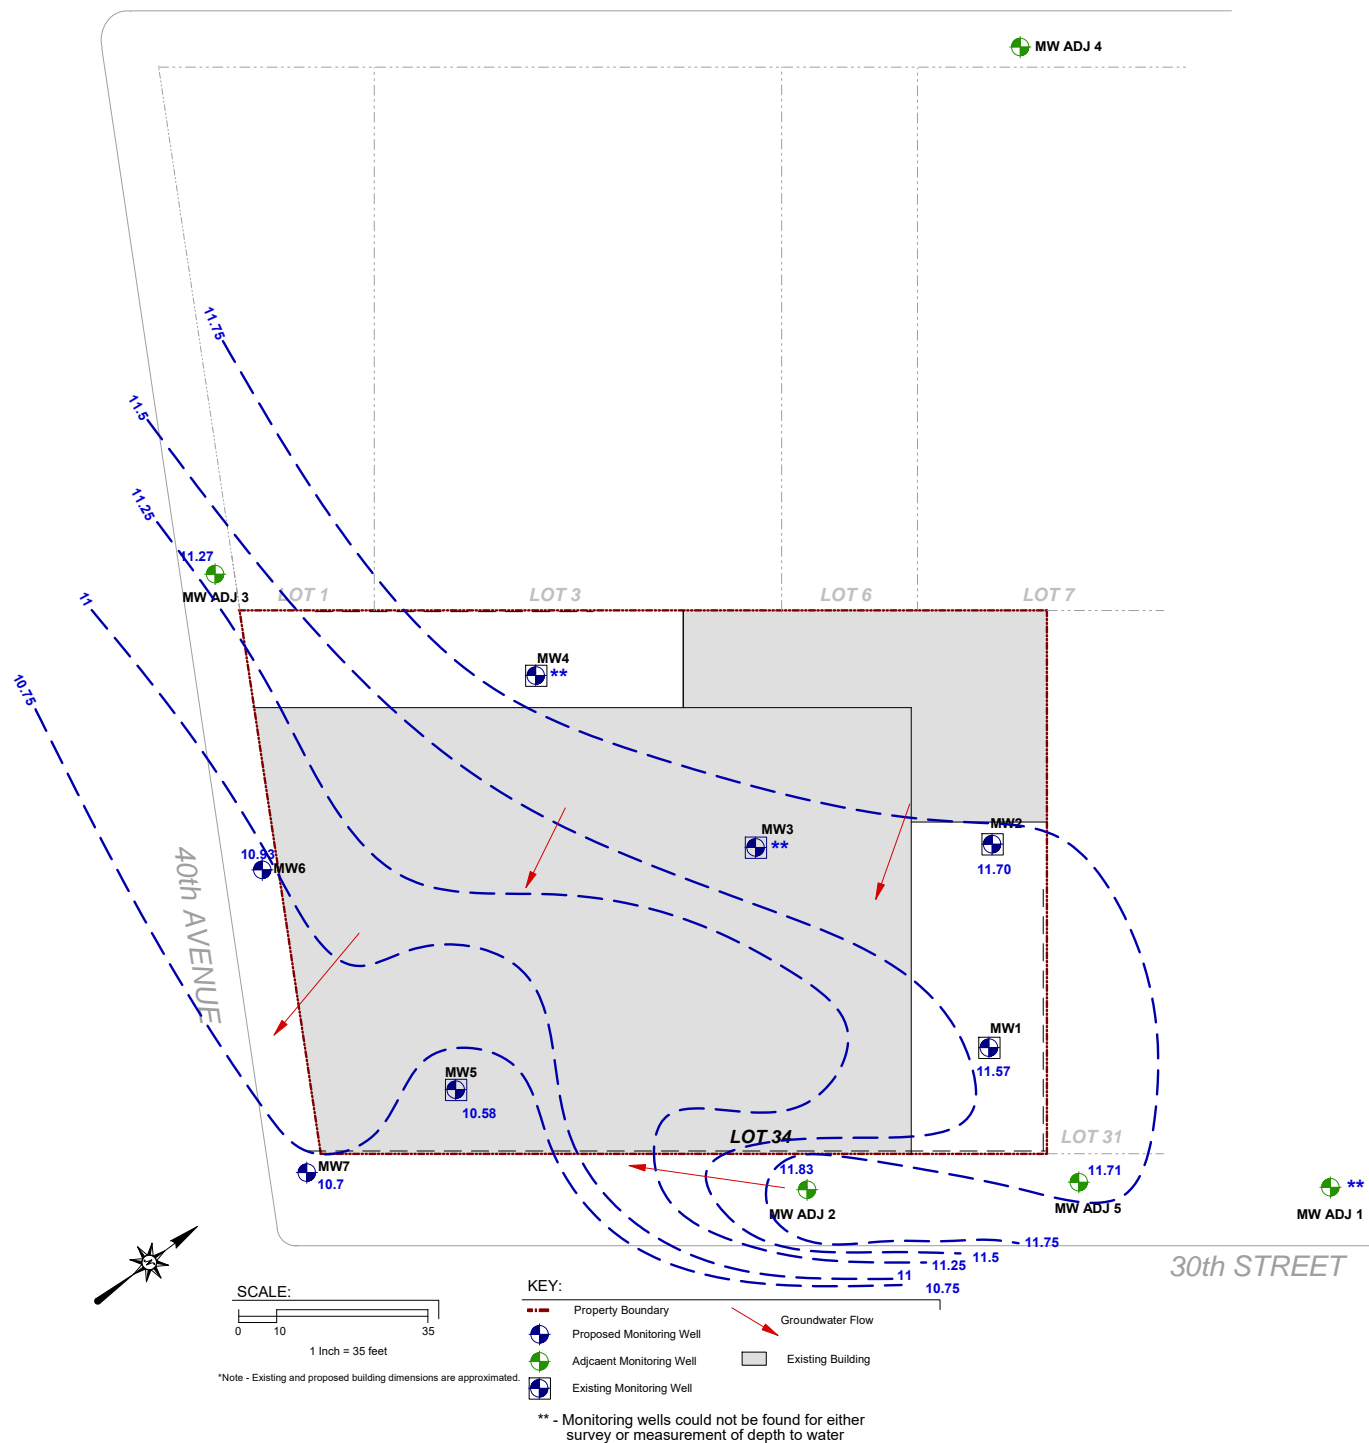 MW ADJ 4
11.75
11.5
11.25
11.27
MW ADJ 3
LOT 1
LOT 3
LOT 6
LOT 7
11
MW4
**
10.75
MW3
**
MW2
11.70
10.93
MW6
40th AVENUE
MW1
11.57
MW5
10.58
LOT 34
LOT 31
MW7
10.7
11.83
MW ADJ 2
11.71
MW ADJ 5
**
MW ADJ 1
11.75
11.5
11.25
11
10.75
30th STREET
SCALE:
0 10 35
1 Inch = 35 feet
*Note - Existing and proposed building dimensions are approximated.
KEY:
Property Boundary
Groundwater Flow
Proposed Monitoring Well
Adjcaent Monitoring Well
Existing Building
Existing Monitoring Well
** - Monitoring wells could not be found for either
survey or measurement of depth to water